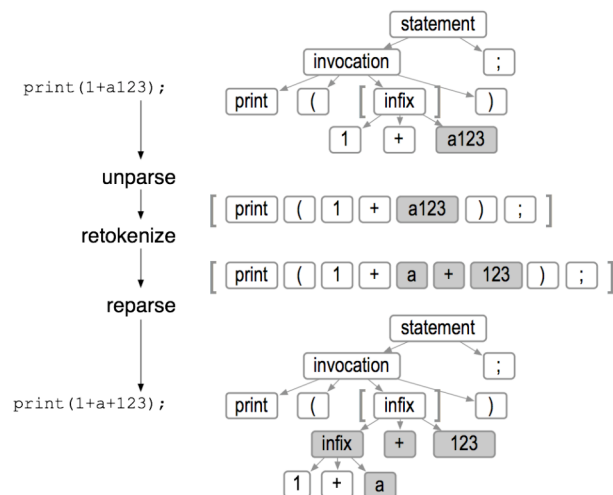 statement
invocation ;
print(1+a123);
print ( [ infix ] )
1 + a123
unparse
[ print ( 1 + a123 ) ; ]
retokenize
[ print ( 1 + a + 123 ) ; ]
reparse
statement
invocation ;
print(1+a+123);
print ( [ infix ] )
infix + 123
1 + a